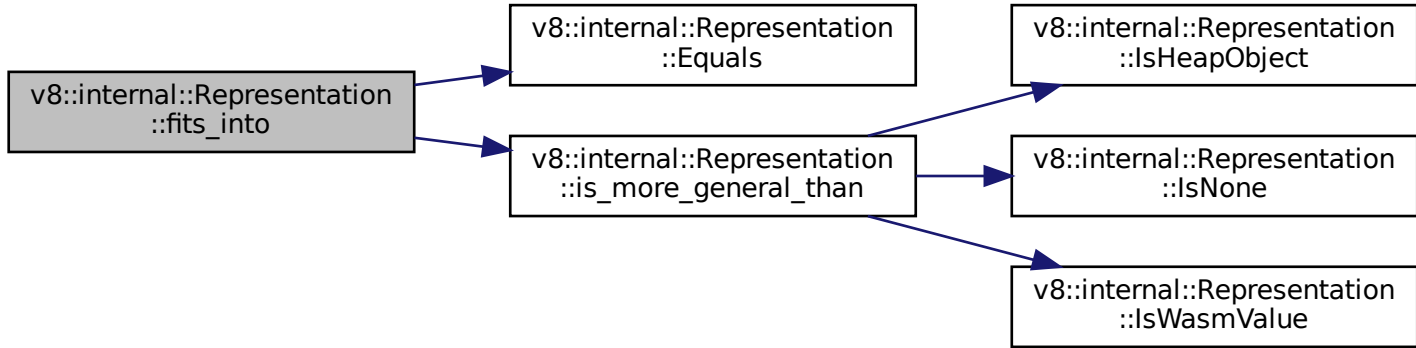 v8::internal::Representation
::fits_into
v8::internal::Representation
::Equals
v8::internal::Representation
::is_more_general_than
v8::internal::Representation
::IsHeapObject
v8::internal::Representation
::IsNone
v8::internal::Representation
::IsWasmValue